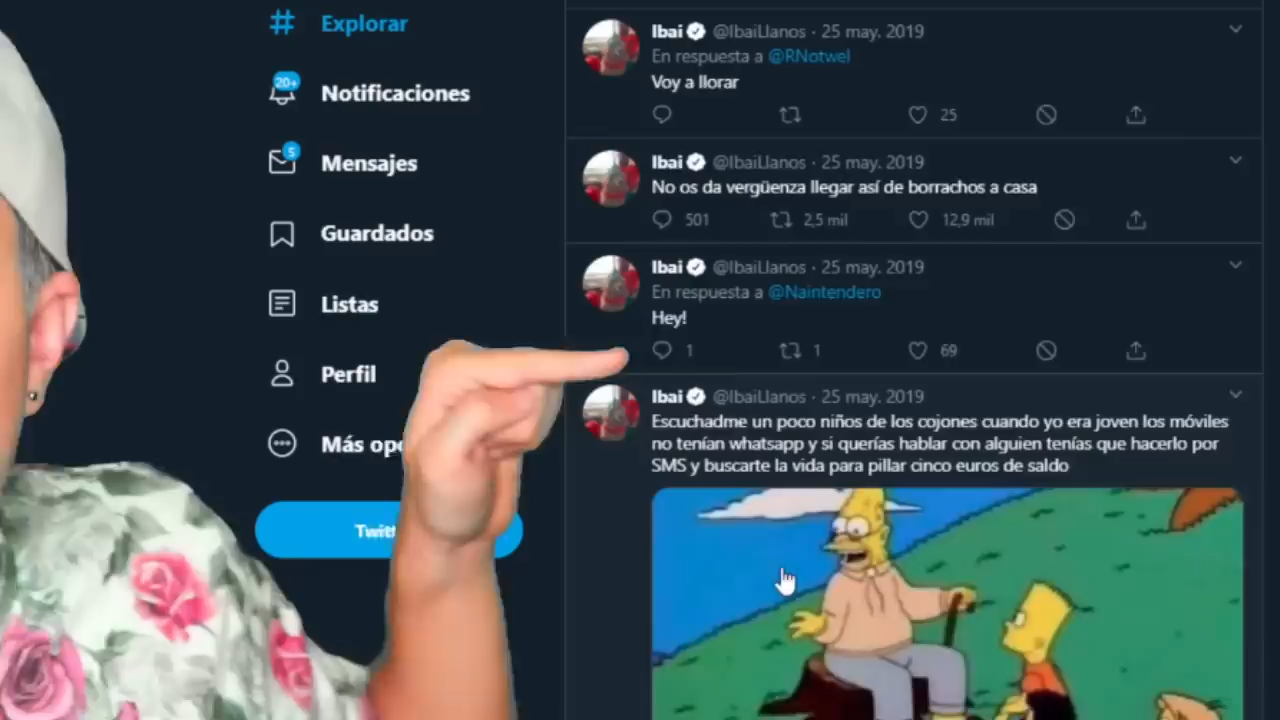 Explorar
20+
Notificaciones
5
Mensajes
Guardados
Listas
Perfil
Más
Ibai @IbaiLlanos · 25 may. 2019
En respuesta a @RNotwel
Voy a llorar
25
Ibai @IbaiLlanos · 25 may. 2019
No os da vergüenza llegar así de borrachos a casa
501 2,5 mil 12,9 mil
Ibai @IbaiLlanos · 25 may. 2019
En respuesta a @Naintendero
Hey!
1 1 69
Ibai @IbaiLlanos · 25 may. 2019
Escuchadme un poco niños de los cojones cuando yo era joven los móviles
no tenían whatsapp y si querías hablar con alguien tenías que hacerlo por
SMS y buscarte la vida para pillar cinco euros de saldo